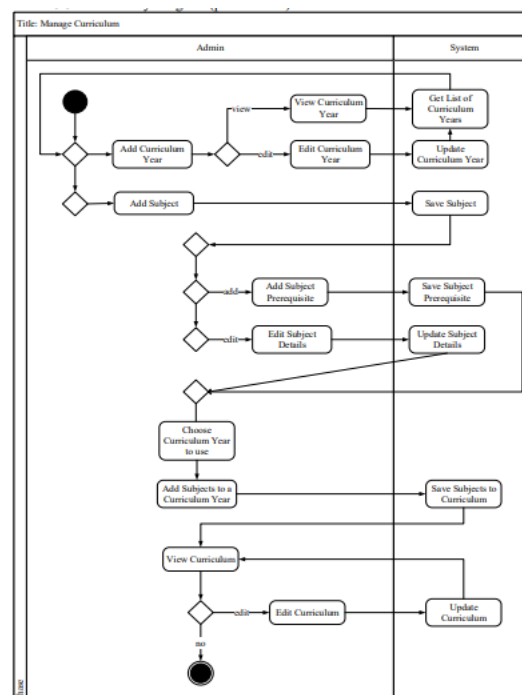 Title: Manage Curriculum
Admin
System
view
View Curriculum
Year
Get List of
Curriculum
Years
Add Curriculum
Year
edit
Edit Curriculum
Year
Update
Curriculum Year
Add Subject
Save Subject
add
Add Subject
Prerequisite
Save Subject
Prerequisite
edit
Edit Subject
Details
Update Subject
Details
Choose
Curriculum Year
to use
Add Subjects to a
Curriculum Year
Save Subjects to
Curriculum
View Curriculum
edit
Edit Curriculum
Update
Curriculum
no